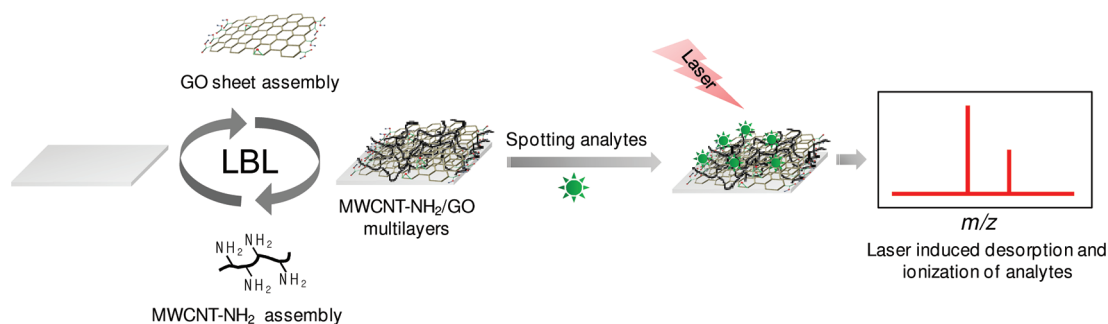 GO sheet assembly
LBL
NH₂ NH₂
NH₂ NH₂
MWCNT-NH₂ assembly
MWCNT-NH₂/GO
multilayers
Spotting analytes
Laser
m/z
Laser induced desorption and
ionization of analytes